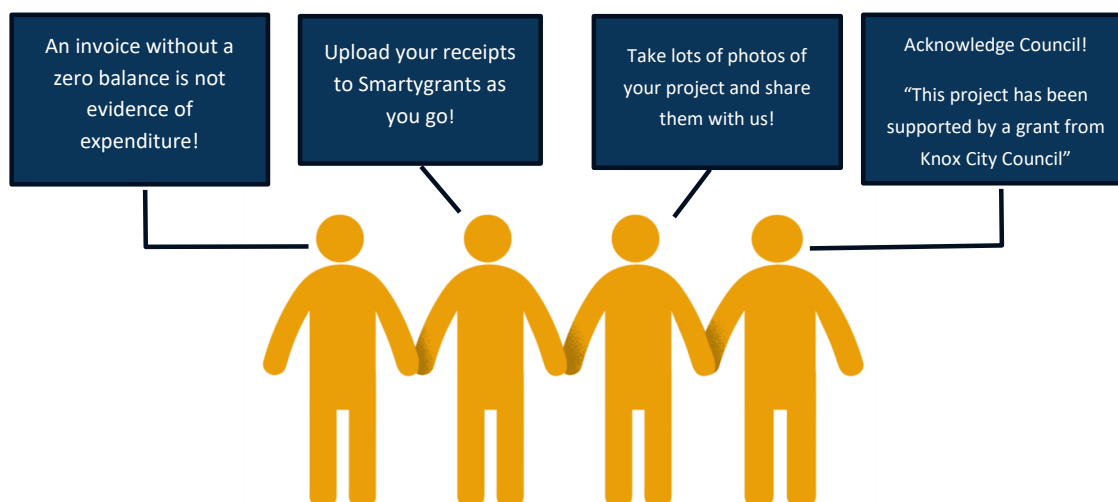 An invoice without a
zero balance is not
evidence of
expenditure!
Upload your receipts
to Smartygrants as
you go!
Take lots of photos of
your project and share
them with us!
Acknowledge Council!
“This project has been
supported by a grant from
Knox City Council”